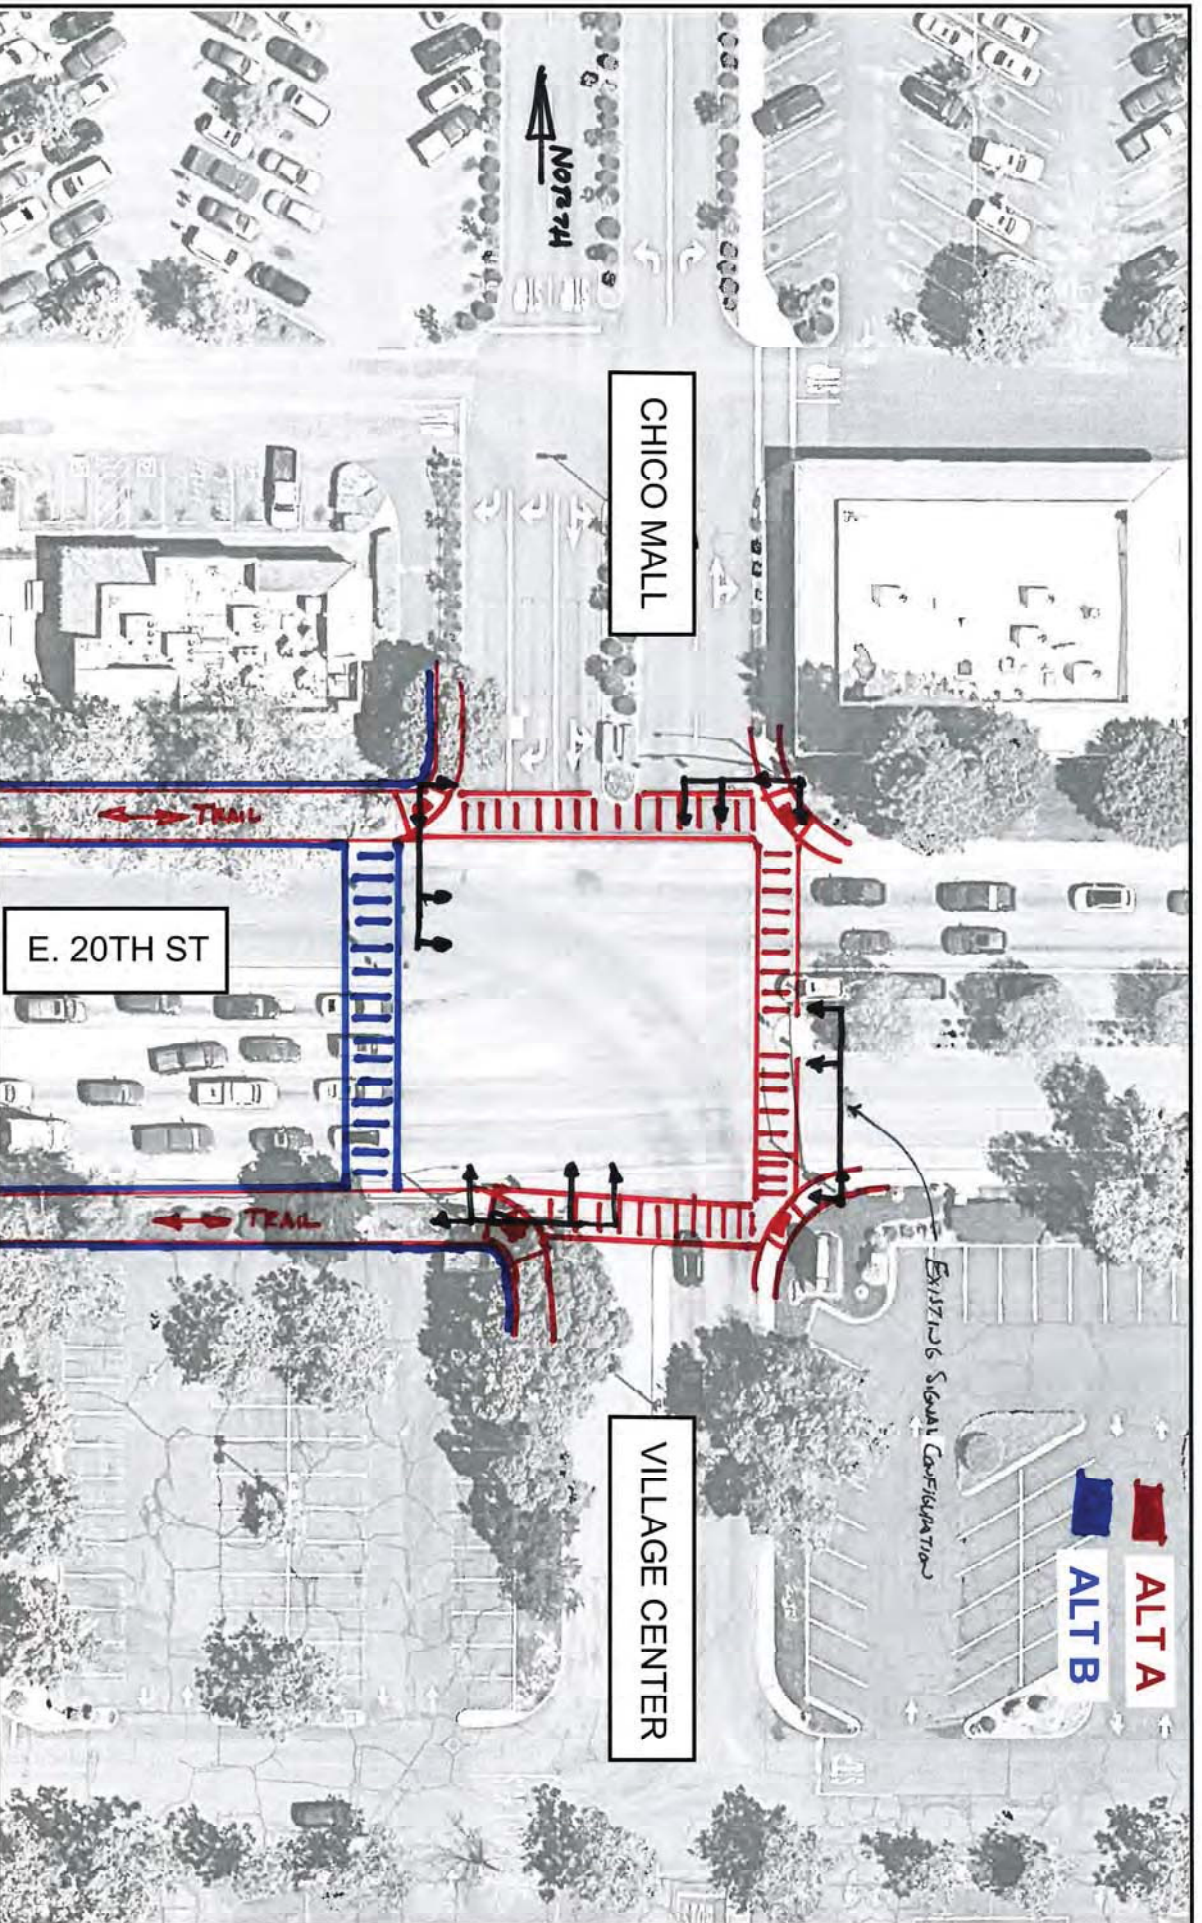 NORTH
CHICO MALL
TRAIL
E. 20TH ST
TRAIL
EXISTING SIGNAL CONFIGURATION
ALT A
ALT B
VILLAGE CENTER